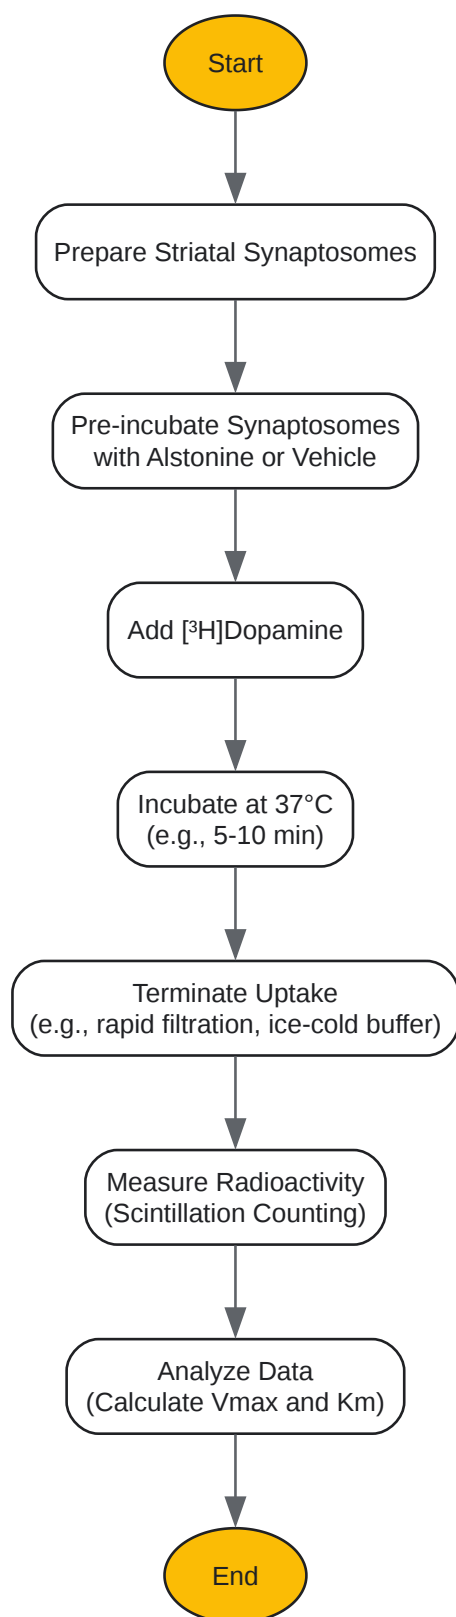 Start
Prepare Striatal Synaptosomes
Pre-incubate Synaptosomes
with Alstonine or Vehicle
Add [³H]Dopamine
Incubate at 37°C
(e.g., 5-10 min)
Terminate Uptake
(e.g., rapid filtration, ice-cold buffer)
Measure Radioactivity
(Scintillation Counting)
Analyze Data
(Calculate Vmax and Km)
End